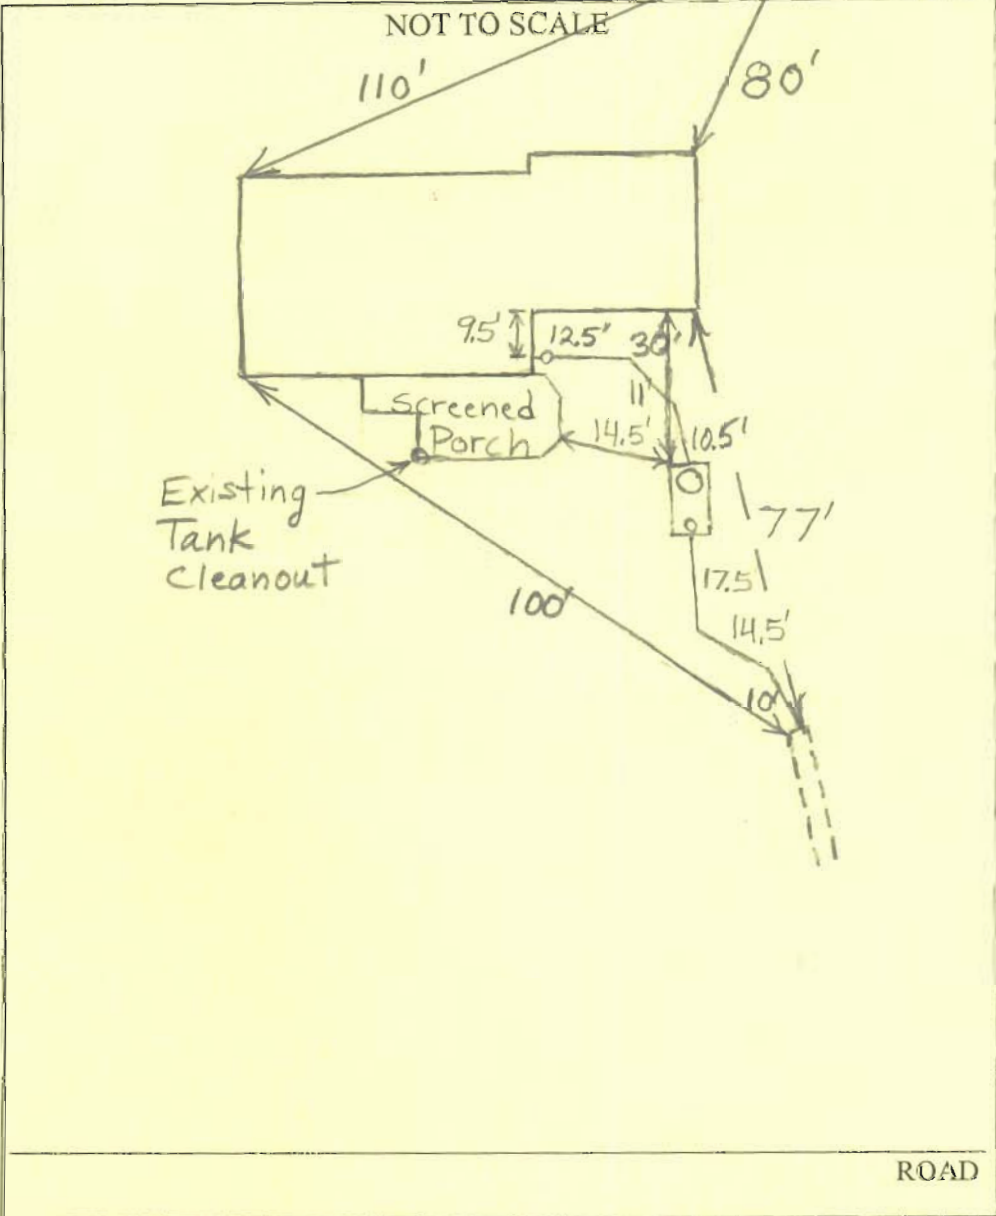 NOT TO SCALE
110'
80'
9.5'
12.5'
30'
11'
Screened
Porch
14.5'
10.5'
Existing
Tank
Cleanout
77'
17.5
100'
14.5'
10'
ROAD